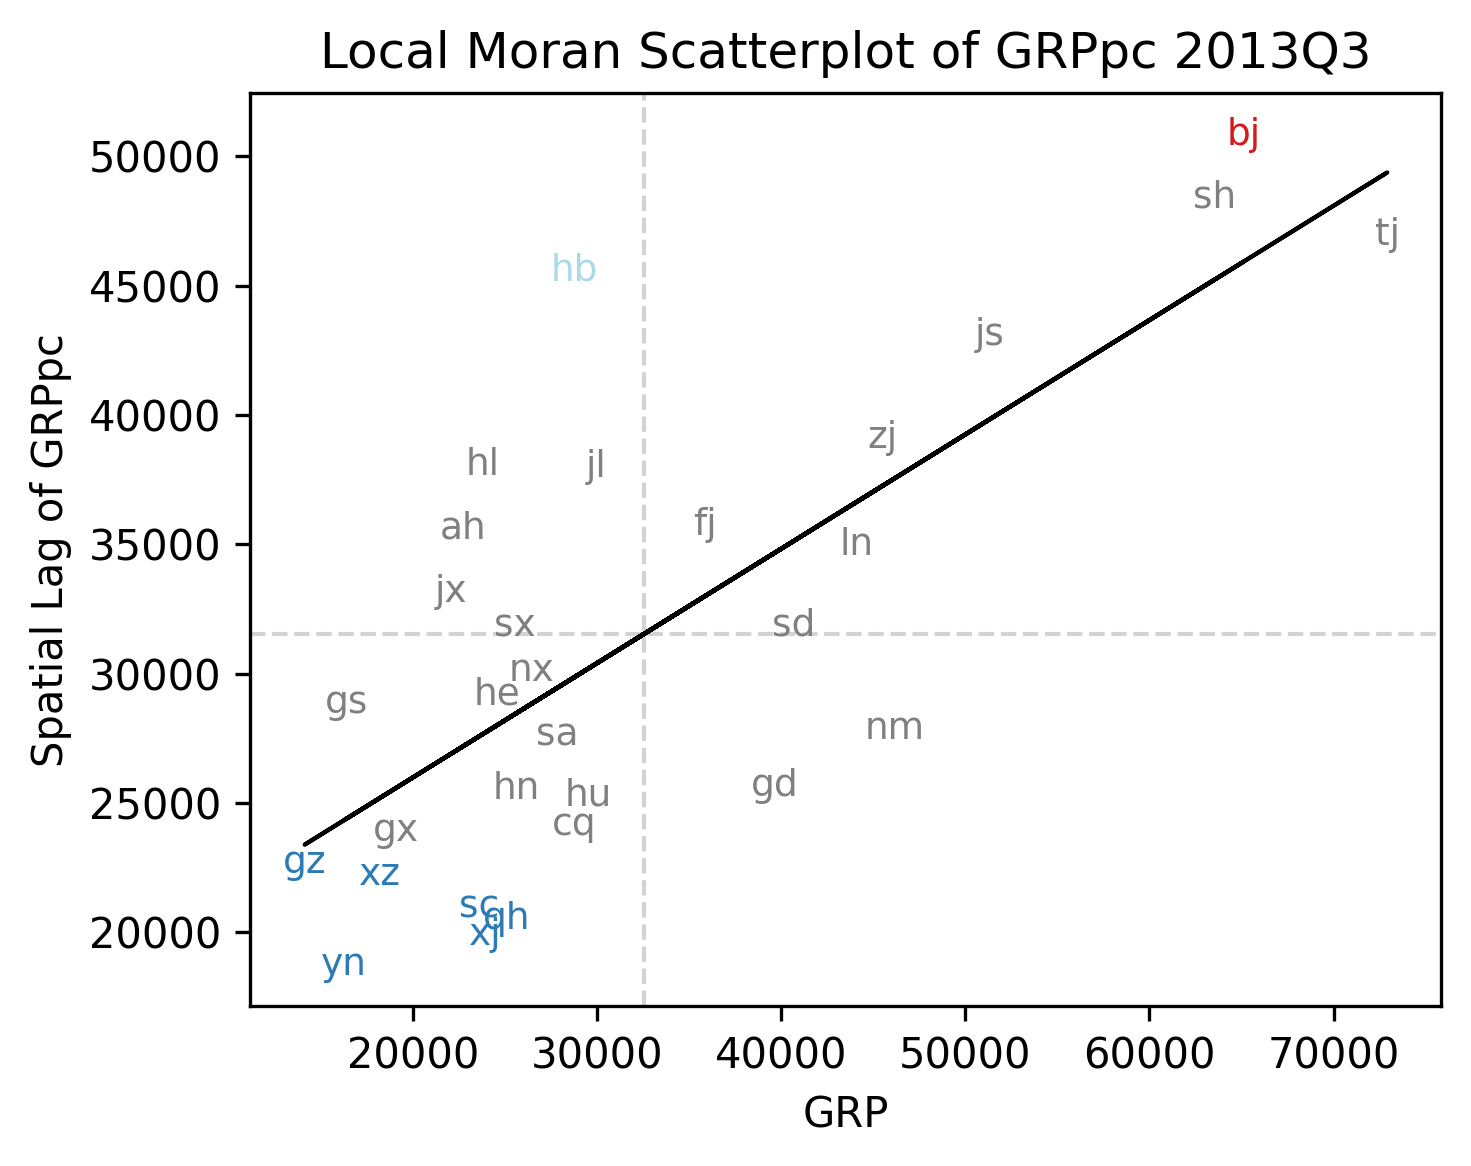 Local Moran Scatterplot of GRPpc 2013Q3
Spatial Lag of GRPpc
50000
45000
40000
35000
30000
25000
20000
bj
sh
tj
hb
js
zj
hl
jl
fj
ah
ln
jx
sx
sd
nx
he
gs
sa
nm
hn
hu
gd
cq
gx
gz
xz
sc
qh
xj
yn
20000 30000 40000 50000 60000 70000
GRP